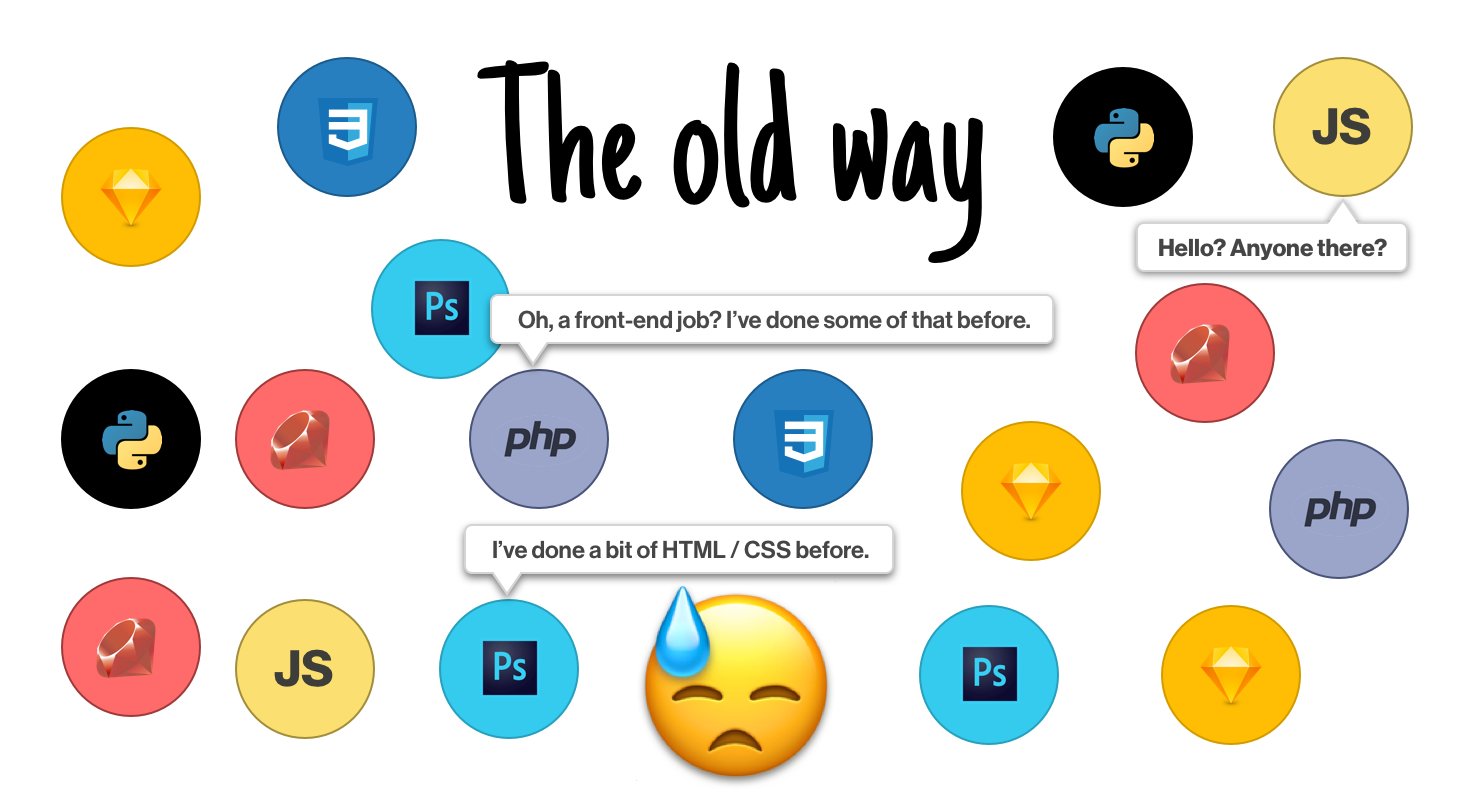 The old way
JS
Hello? Anyone there?
Ps
Oh, a front-end job? I've done some of that before.
php
php
I've done a bit of HTML / CSS before.
JS
Ps
Ps